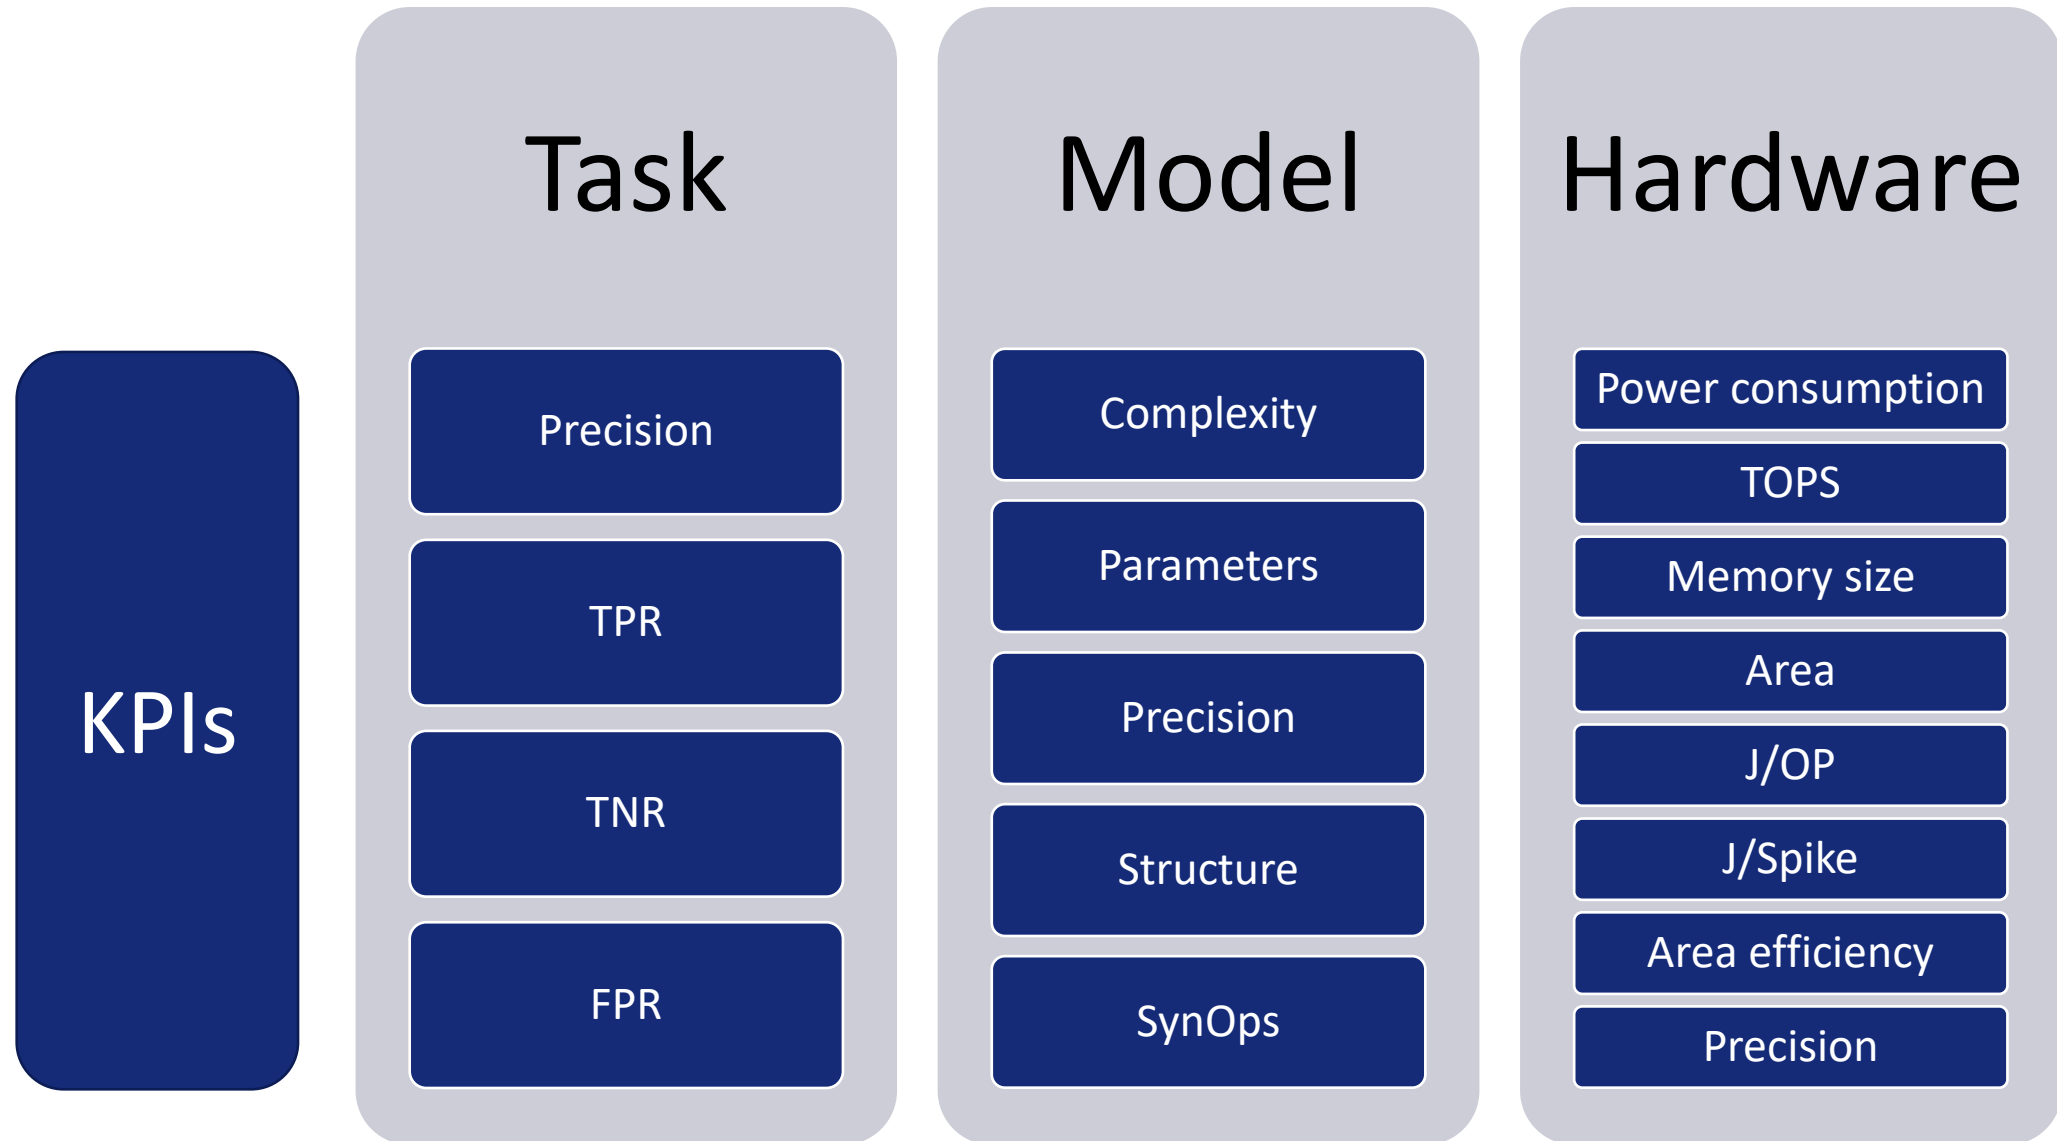 KPIs
Task
Precision
TPR
TNR
FPR
Model
Complexity
Parameters
Precision
Structure
SynOps
Hardware
Power consumption
TOPS
Memory size
Area
J/OP
J/Spike
Area efficiency
Precision